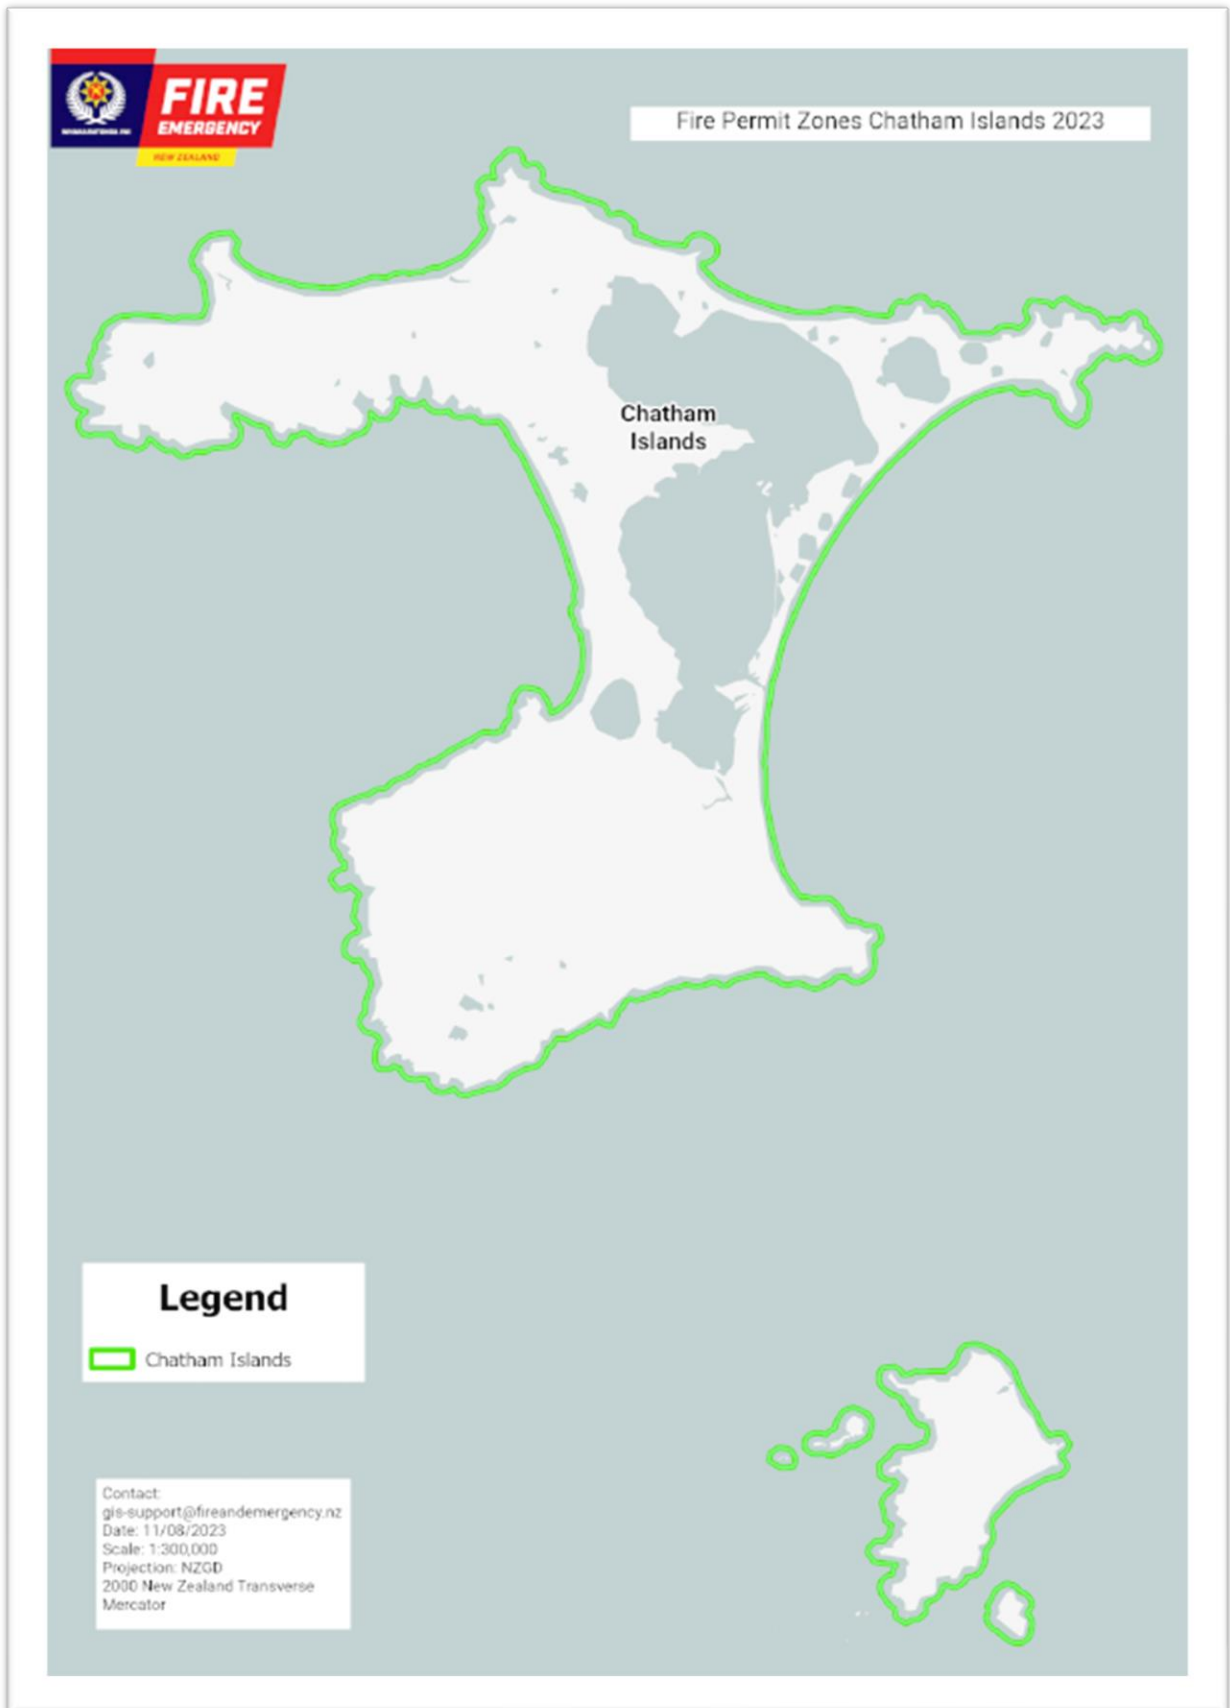 FIRE
EMERGENCY
NEW ZEALAND
Fire Permit Zones Chatham Islands 2023
Chatham
Islands
Legend
Chatham Islands
Contact:
gis-support@fireandemergency.nz
Date: 11/08/2023
Scale: 1:300,000
Projection: NZGD
2000 New Zealand Transverse
Mercator